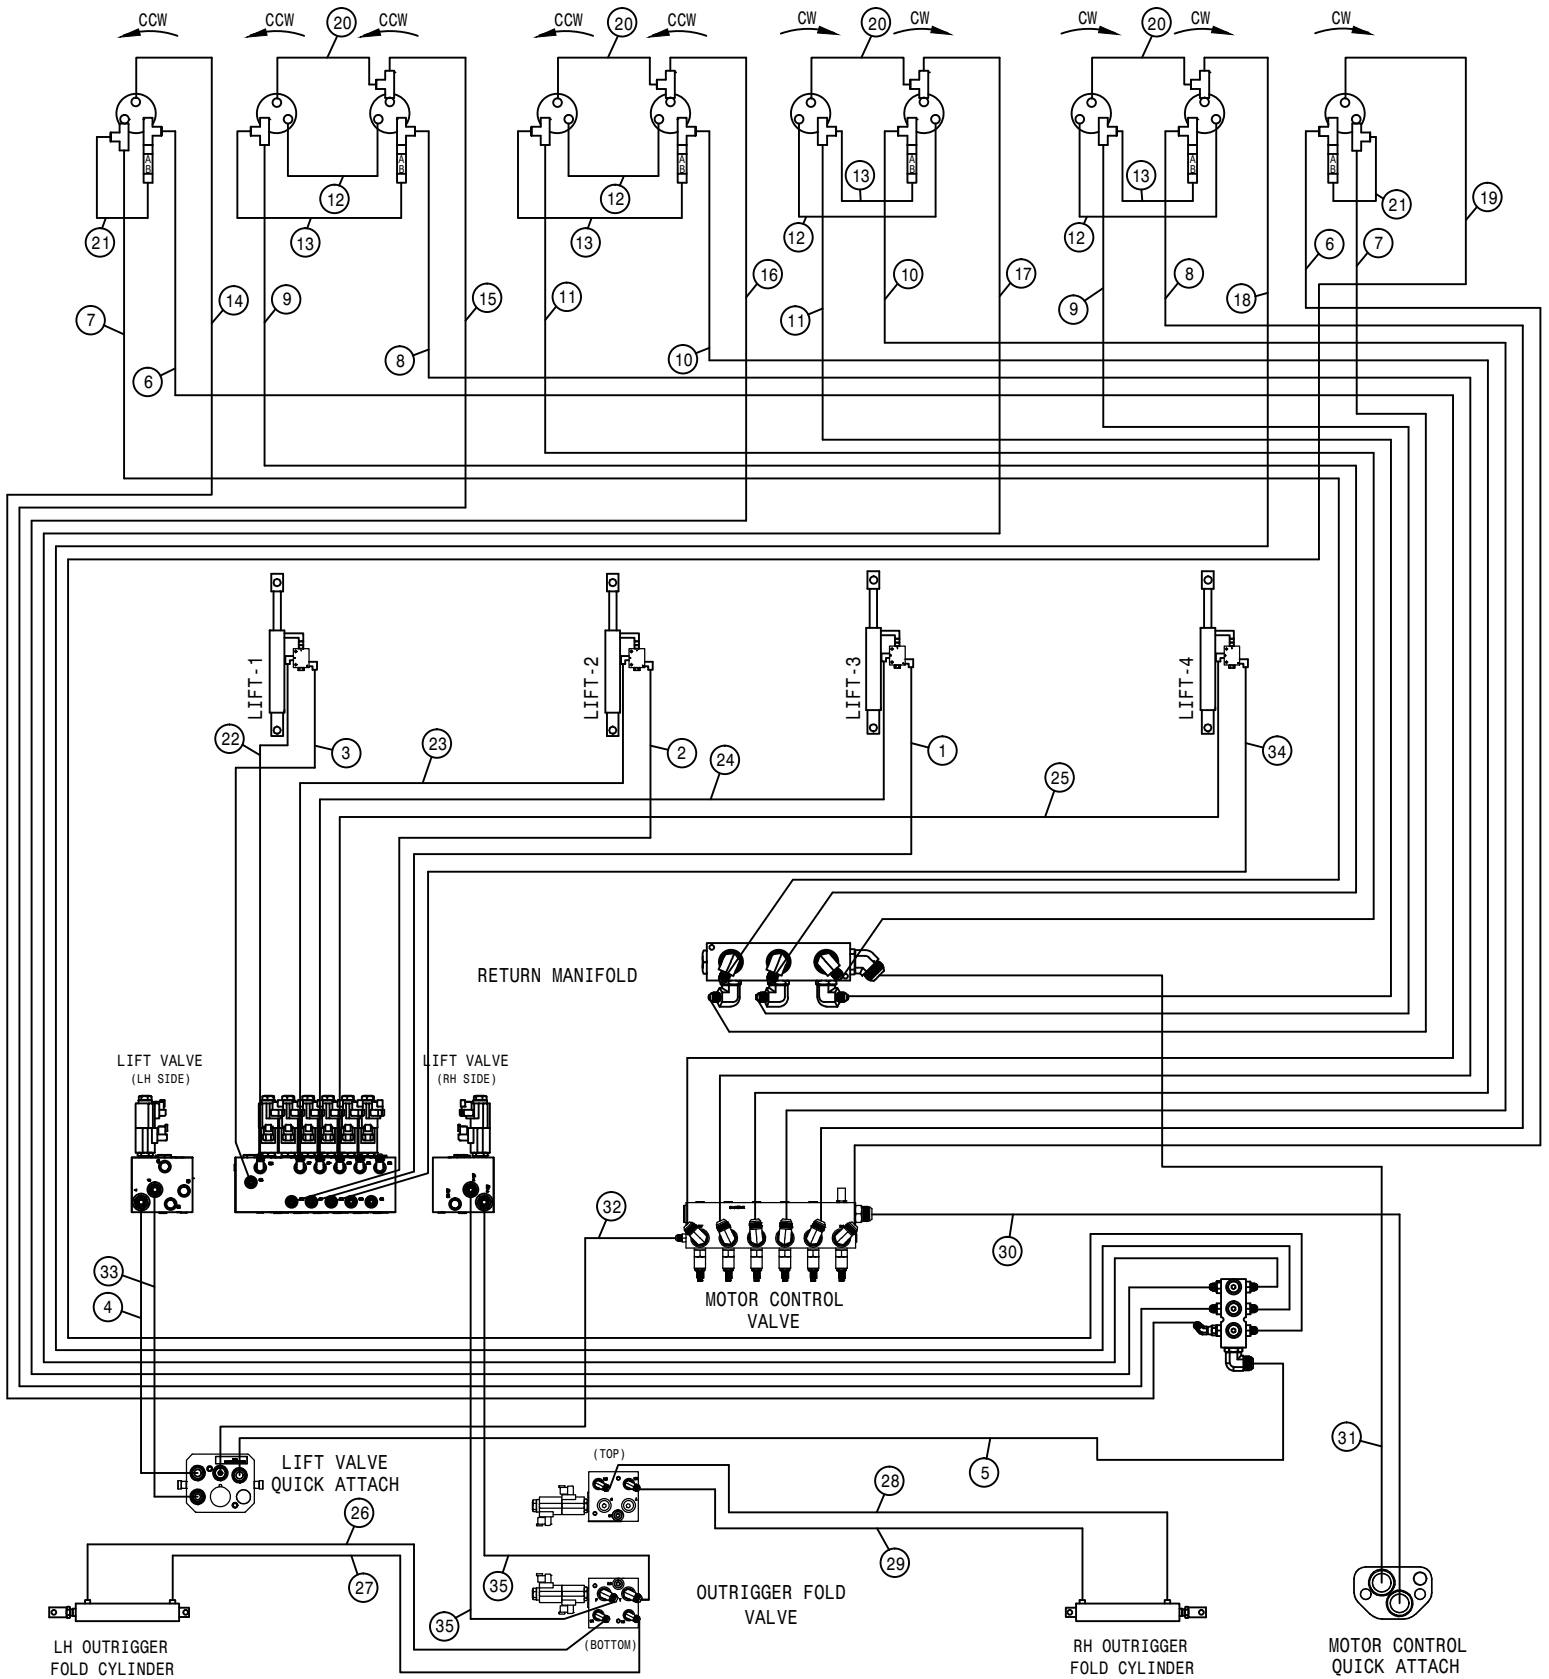 CCW
CCW
20
CCW
CCW
20
CCW
CW
20
CW
CW
20
CW
CW
A
B
A
B
A
B
A
B
A
B
A
B
12
12
13
13
21
21
13
13
12
12
19
6
7
16
10
17
8
14
9
15
11
18
7
11
9
8
10
6
LIFT-1
LIFT-2
LIFT-3
LIFT-4
22
3
23
2
24
1
25
34
RETURN MANIFOLD
LIFT VALVE
(LH SIDE)
LIFT VALVE
(RH SIDE)
32
30
33
4
MOTOR CONTROL
VALVE
31
LIFT VALVE
QUICK ATTACH
(TOP)
5
28
26
29
27
35
35
OUTRIGGER FOLD
VALVE
(BOTTOM)
LH OUTRIGGER
FOLD CYLINDER
RH OUTRIGGER
FOLD CYLINDER
MOTOR CONTROL
QUICK ATTACH